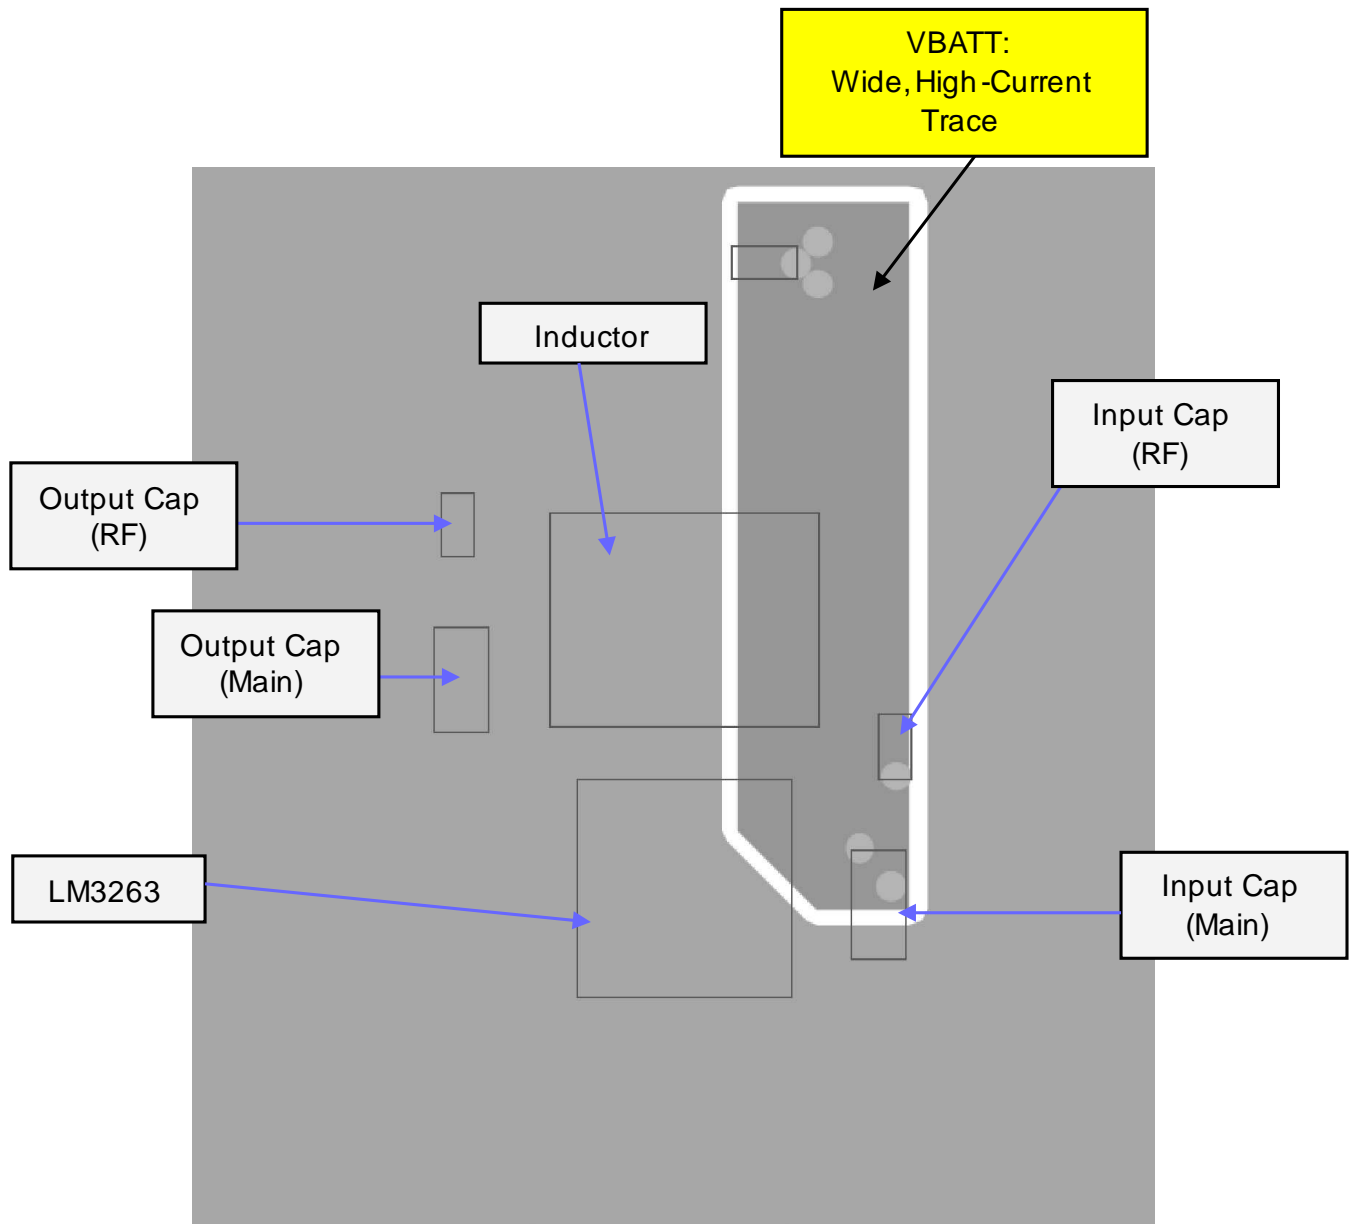 VBATT:
Wide, High-Current
Trace
Inductor
Input Cap
(RF)
Output Cap
(RF)
Output Cap
(Main)
LM3263
Input Cap
(Main)